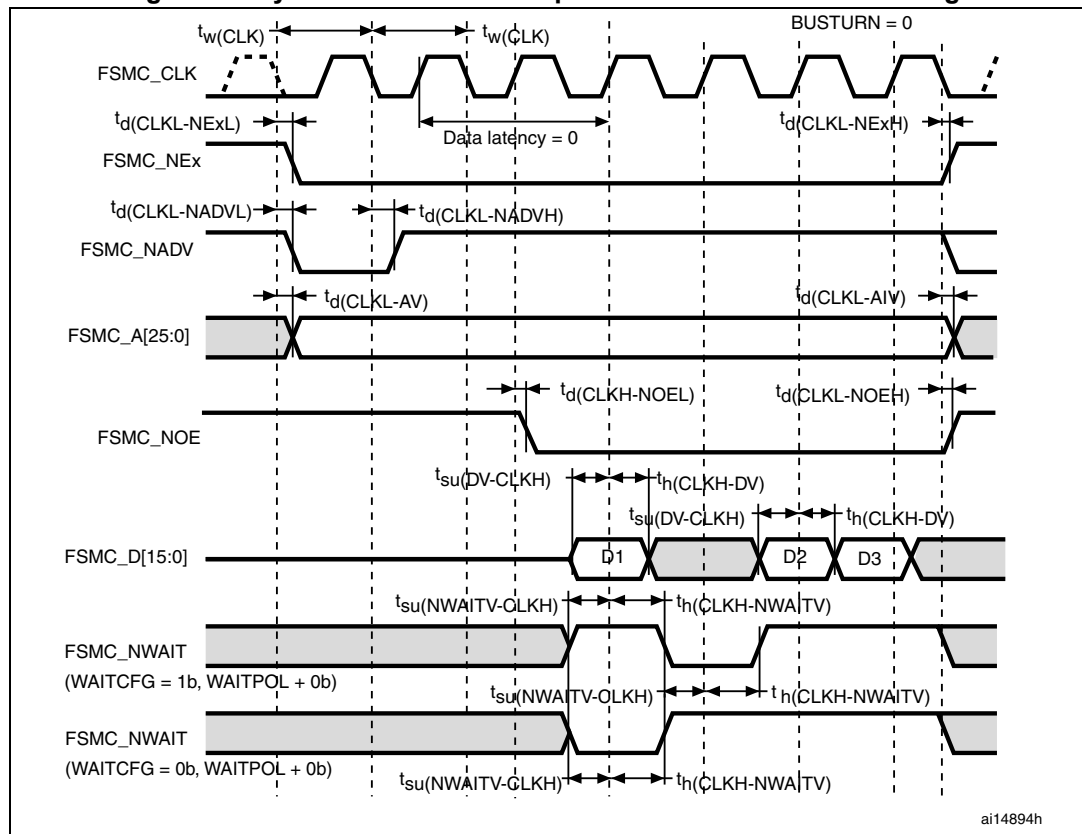 BUSTURN = 0
tw(CLK)
tw(CLK)
FSMC_CLK
td(CLKL-NExL)
Data latency = 0
td(CLKL-NExH)
FSMC_NEx
td(CLKL-NADVL)
td(CLKL-NADVH)
FSMC_NADV
td(CLKL-AV)
td(CLKL-AIV)
FSMC_A[25:0]
td(CLKH-NOEL)
td(CLKL-NOEH)
FSMC_NOE
tsu(DV-CLKH)
th(CLKH-DV)
tsu(DV-CLKH)
th(CLKH-DV)
FSMC_D[15:0]
D1
D2
D3
tsu(NWAITV-CLKH)
th(CLKH-NWAITV)
FSMC_NWAIT
(WAITCFG = 1b, WAITPOL + 0b)
tsu(NWAITV-CLKH)
t h(CLKH-NWAITV)
FSMC_NWAIT
(WAITCFG = 0b, WAITPOL + 0b)
tsu(NWAITV-CLKH)
th(CLKH-NWAITV)
ai14894h